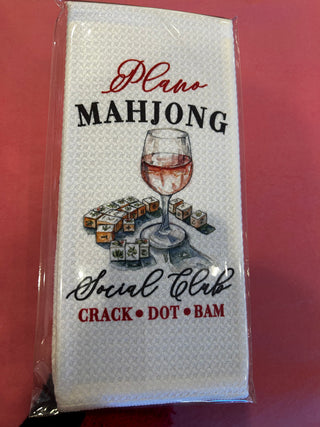 Plano
MAHJONG
Social Club
CRACK • DOT • BAM